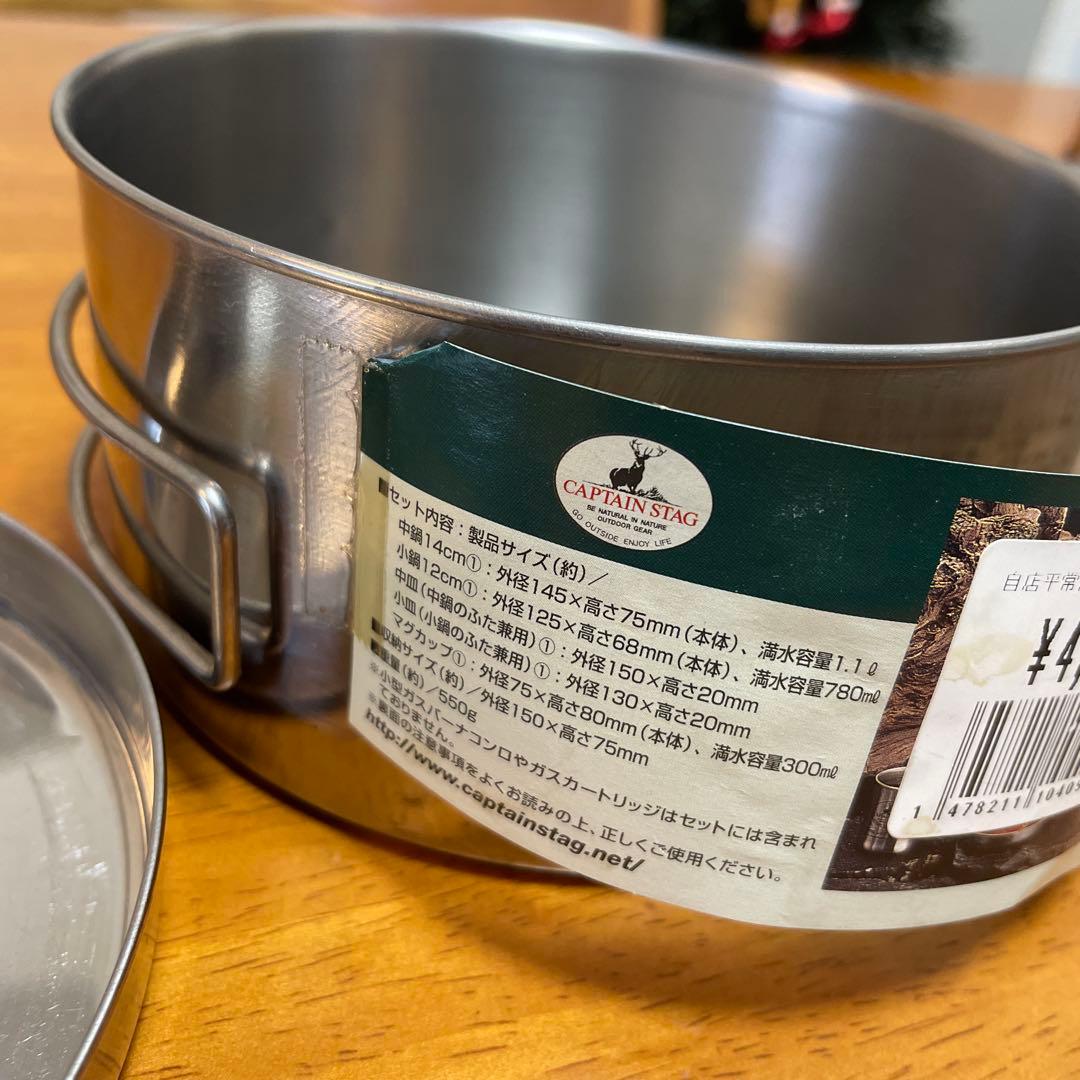 CAPTAIN STAG
BE NATURAL IN NATURE
OUTDOOR GEAR
GO OUTSIDE ENJOY LIFE
■セット内容：製品サイズ(約)／
中鍋14cm①：外径145×高さ75mm(本体)、満水容量1.1ℓ
小鍋12cm①：外径125×高さ68mm(本体)、満水容量780mℓ
中皿(中鍋のふた兼用)①：外径150×高さ20mm
小皿(小鍋のふた兼用)①：外径130×高さ20mm
マグカップ①：外径75×高さ80mm(本体)、満水容量300mℓ
■収納サイズ(約)／外径150×高さ75mm
■重量(約)／550g
※小型ガスバーナコンロやガスカートリッジはセットには含まれ
ておりません。
※裏面の注意事項をよくお読みの上、正しくご使用ください。
http://www.captainstag.net/
自店平常
¥4,
1 478211 10405